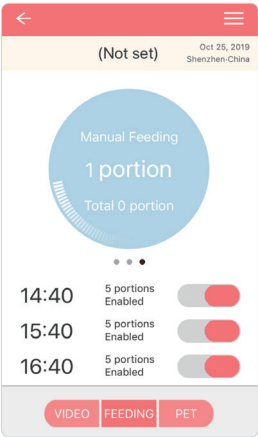 (Not set)
Oct 25, 2019
Shenzhen-China
Manual Feeding
1 portion
Total 0 portion
14:40
5 portions
Enabled
15:40
5 portions
Enabled
16:40
5 portions
Enabled
VIDEO
FEEDING
PET